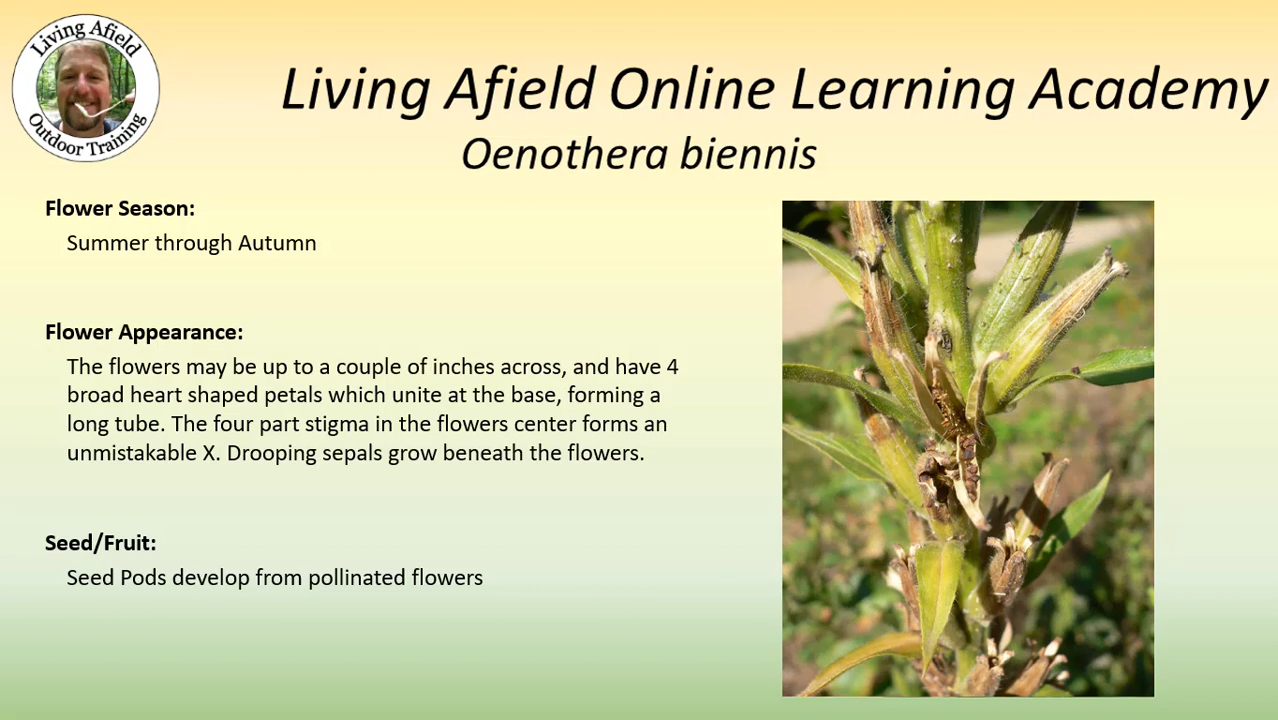 Living Afield
Outdoor Training
Living Afield Online Learning Academy
Oenothera biennis
Flower Season:
Summer through Autumn
Flower Appearance:
The flowers may be up to a couple of inches across, and have 4
broad heart shaped petals which unite at the base, forming a
long tube. The four part stigma in the flowers center forms an
unmistakable X. Drooping sepals grow beneath the flowers.
Seed/Fruit:
Seed Pods develop from pollinated flowers